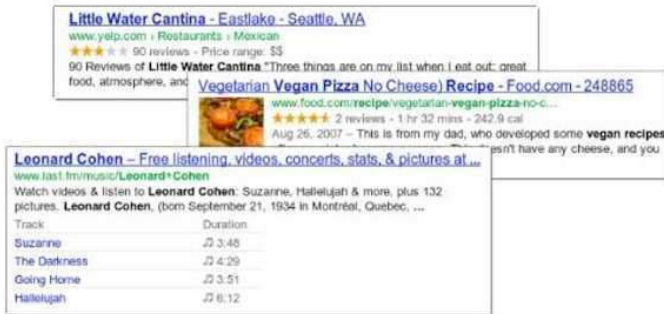 Little Water Cantina - Eastlake - Seattle, WA
www.yelp.com › Restaurants › Mexican
90 reviews - Price range: $$
90 Reviews of Little Water Cantina "Three things are on my list when I eat out: great
food, atmosphere, and
Vegetarian Vegan Pizza No Cheese) Recipe - Food.com - 248865
www.food.com/recipe/vegetarian-vegan-pizza-no-c...
2 reviews - 1 hr 32 mins - 242.9 cal
Aug 26, 2007 – This is from my dad, who developed some vegan recipes
have any cheese, and you
Leonard Cohen – Free listening, videos, concerts, stats, & pictures at ...
www.last.fm/music/Leonard+Cohen
Watch videos & listen to Leonard Cohen: Suzanne, Hallelujah & more, plus 132
pictures. Leonard Cohen, (born September 21, 1934 in Montréal, Quebec, ...
Track Duration
Suzanne ♫ 3:48
The Darkness ♫ 4:29
Going Home ♫ 3:51
Hallelujah ♫ 6:12